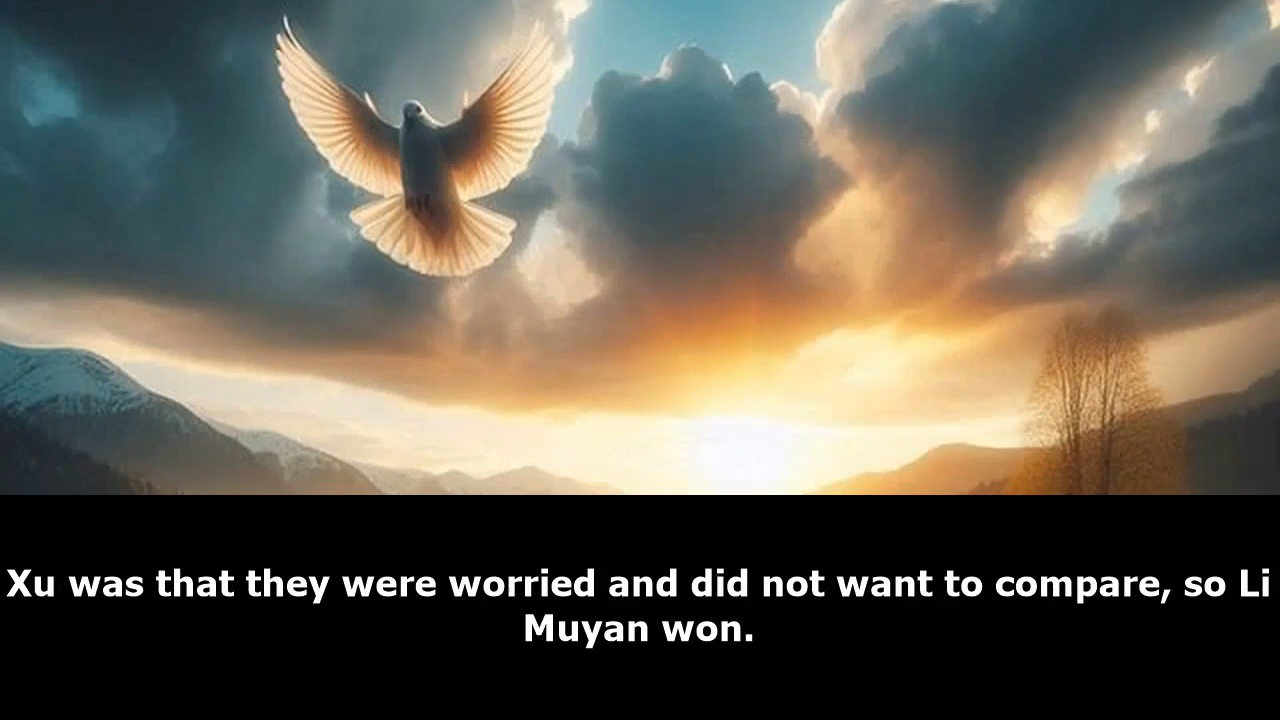 Xu was that they were worried and did not want to compare, so Li
Muyan won.